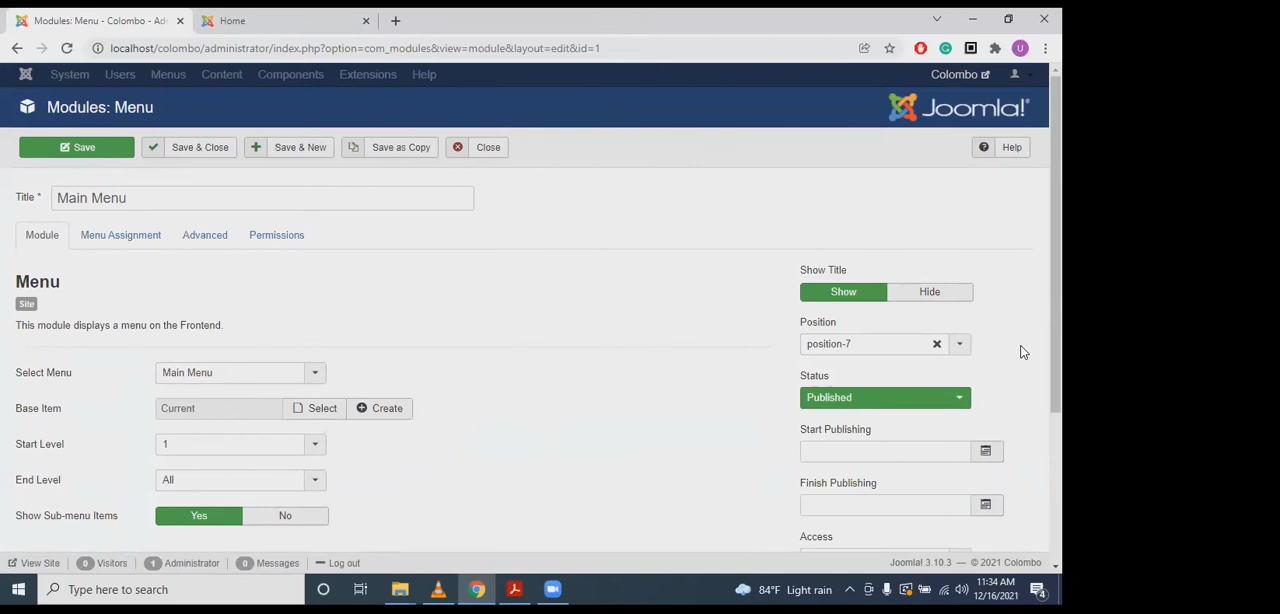 Modules: Menu - Colombo - Ad
Home
localhost/colombo/administrator/index.php?option=com_modules&view=module&layout=edit&id=1
U
System Users Menus Content Components Extensions Help
Colombo
Modules: Menu
Joomla!
Save
Save & Close
Save & New
Save as Copy
Close
Help
Title *
Main Menu
Module
Menu Assignment
Advanced
Permissions
Menu
Site
This module displays a menu on the Frontend.
Select Menu
Main Menu
Base Item
Current
Select
Create
Start Level
1
End Level
All
Show Sub-menu Items
Yes
No
Show Title
Show
Hide
Position
position-7
Status
Published
Start Publishing
Finish Publishing
Access
View Site
0 Visitors
1 Administrator
0 Messages
Log out
Joomla! 3.10.3 — © 2021 Colombo
Type here to search
84°F Light rain
11:34 AM
12/16/2021
4